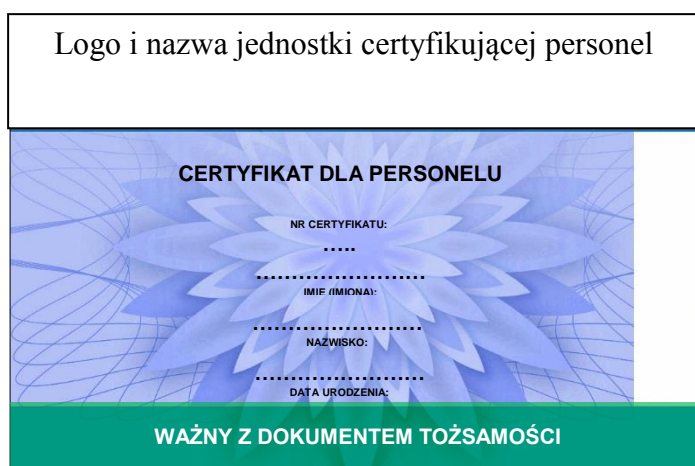 Logo i nazwa jednostki certyfikującej personel
CERTYFIKAT DLA PERSONELU
NR CERTYFIKATU:
.....
........................
IMIĘ (IMIONA):
........................
NAZWISKO:
........................
DATA URODZENIA:
WAŻNY Z DOKUMENTEM TOŻSAMOŚCI